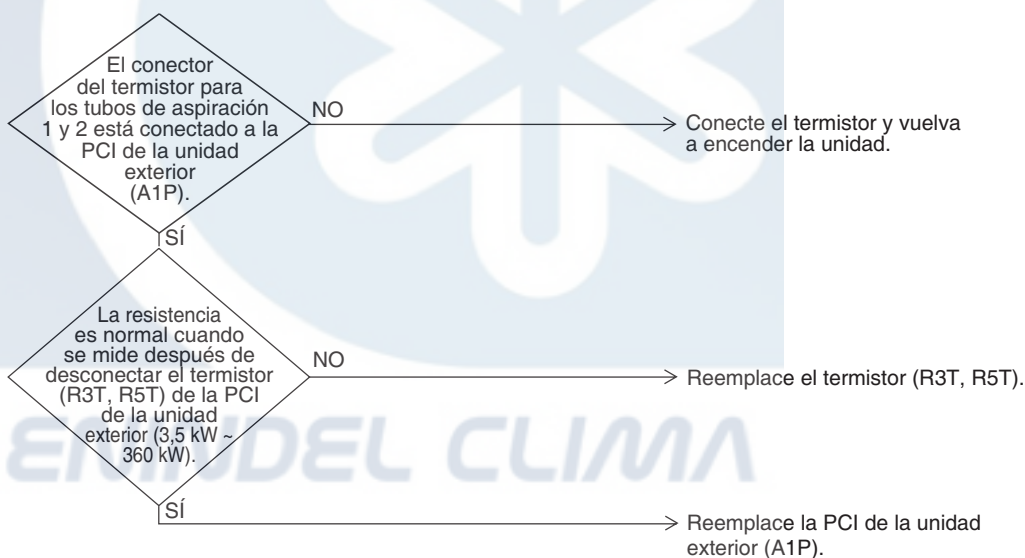 El conector
del termistor para
los tubos de aspiración
1 y 2 está conectado a la
PCI de la unidad
exterior
(A1P).
NO
Conecte el termistor y vuelva
a encender la unidad.
SÍ
La resistencia
es normal cuando
se mide después de
desconectar el termistor
(R3T, R5T) de la PCI
de la unidad
exterior (3,5 kW ~
360 kW).
NO
Reemplace el termistor (R3T, R5T).
EMINDEL CLIMA
SÍ
Reemplace la PCI de la unidad
exterior (A1P).